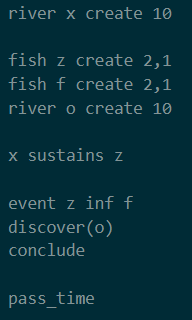 river x create 10
fish z create 2,1
fish f create 2,1
river o create 10
x sustains z
event z inf f
discover(o)
conclude
pass_time